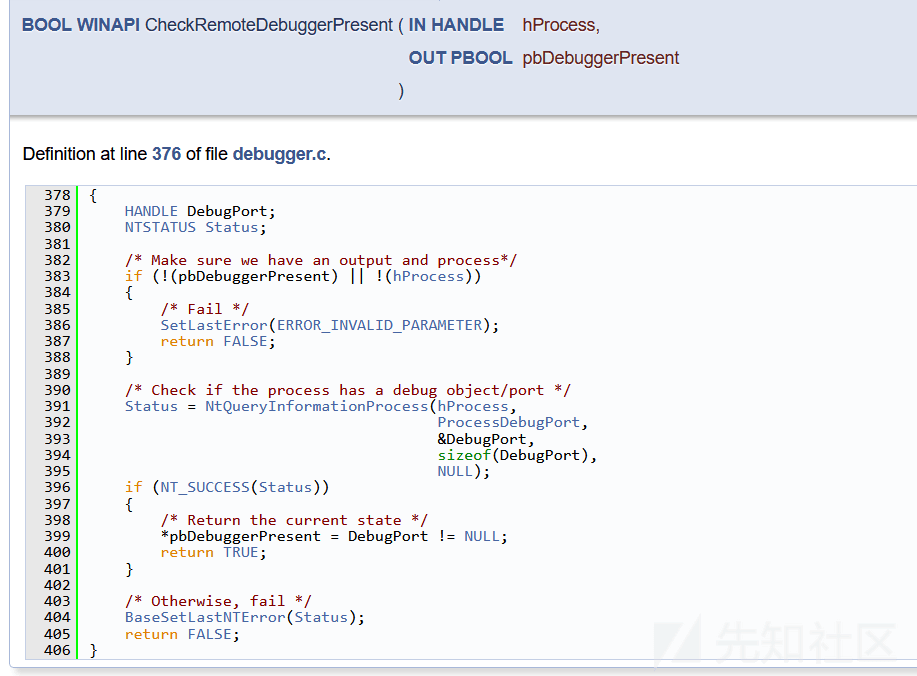 BOOL WINAPI CheckRemoteDebuggerPresent ( IN HANDLE hProcess,
OUT PBOOL pbDebuggerPresent
)
Definition at line 376 of file debugger.c.
378 {
379     HANDLE DebugPort;
380     NTSTATUS Status;
381
382     /* Make sure we have an output and process*/
383     if (!(pbDebuggerPresent) || !(hProcess))
384     {
385         /* Fail */
386         SetLastError(ERROR_INVALID_PARAMETER);
387         return FALSE;
388     }
389
390     /* Check if the process has a debug object/port */
391     Status = NtQueryInformationProcess(hProcess,
392                                        ProcessDebugPort,
393                                        &DebugPort,
394                                        sizeof(DebugPort),
395                                        NULL);
396     if (NT_SUCCESS(Status))
397     {
398         /* Return the current state */
399         *pbDebuggerPresent = DebugPort != NULL;
400         return TRUE;
401     }
402
403     /* Otherwise, fail */
404     BaseSetLastNTError(Status);
405     return FALSE;
406 }
先知社区